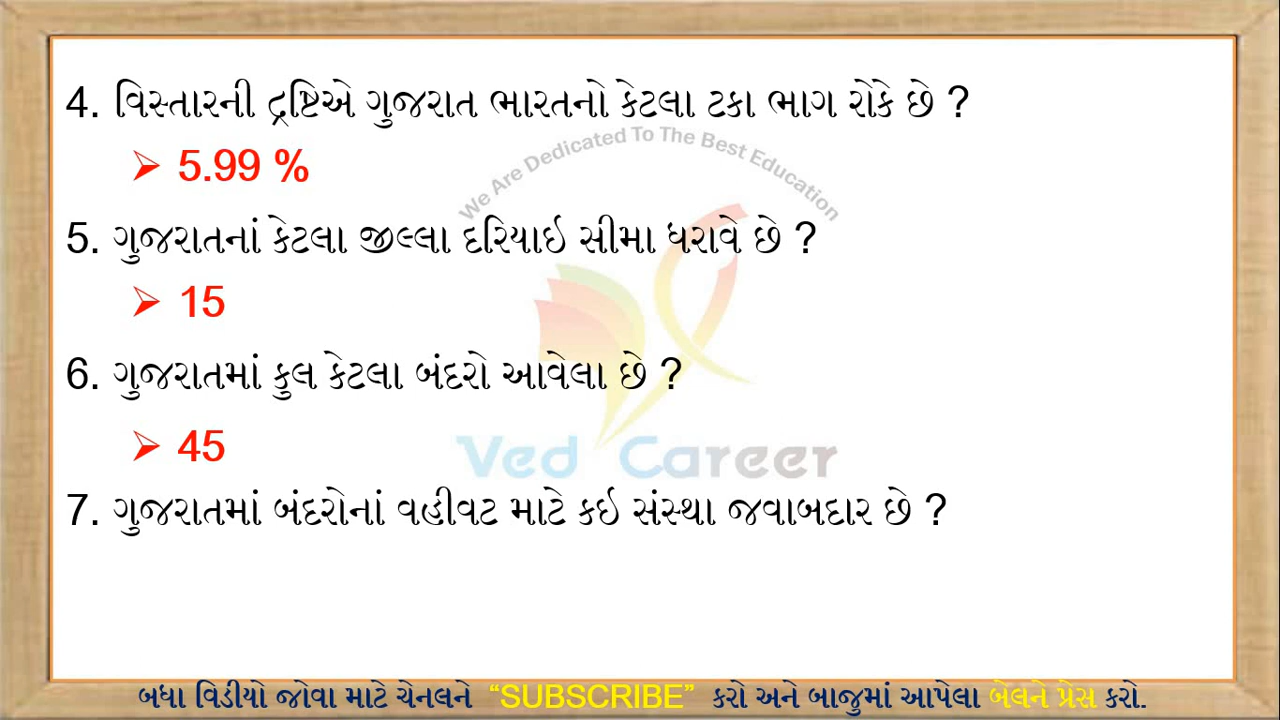 4. વિસ્તારની દ્રષ્ટિએ ગુજરાત ભારતનો કેટલા ટકા ભાગ રોકે છે ?
We Are Dedicated To The Best Education
➢ 5.99 %
5. ગુજરાતનાં કેટલા જીલ્લા દરિયાઇ સીમા ધરાવે છે ?
➢ 15
6. ગુજરાતમાં કુલ કેટલા બંદરો આવેલા છે ?
➢ 45
Ved Career
7. ગુજરાતમાં બંદરોનાં વહીવટ માટે કઇ સંસ્થા જવાબદાર છે ?
બધા વિડીયો જોવા માટે ચેનલને “SUBSCRIBE” કરો અને બાજુમાં આપેલા બેલને પ્રેસ કરો.